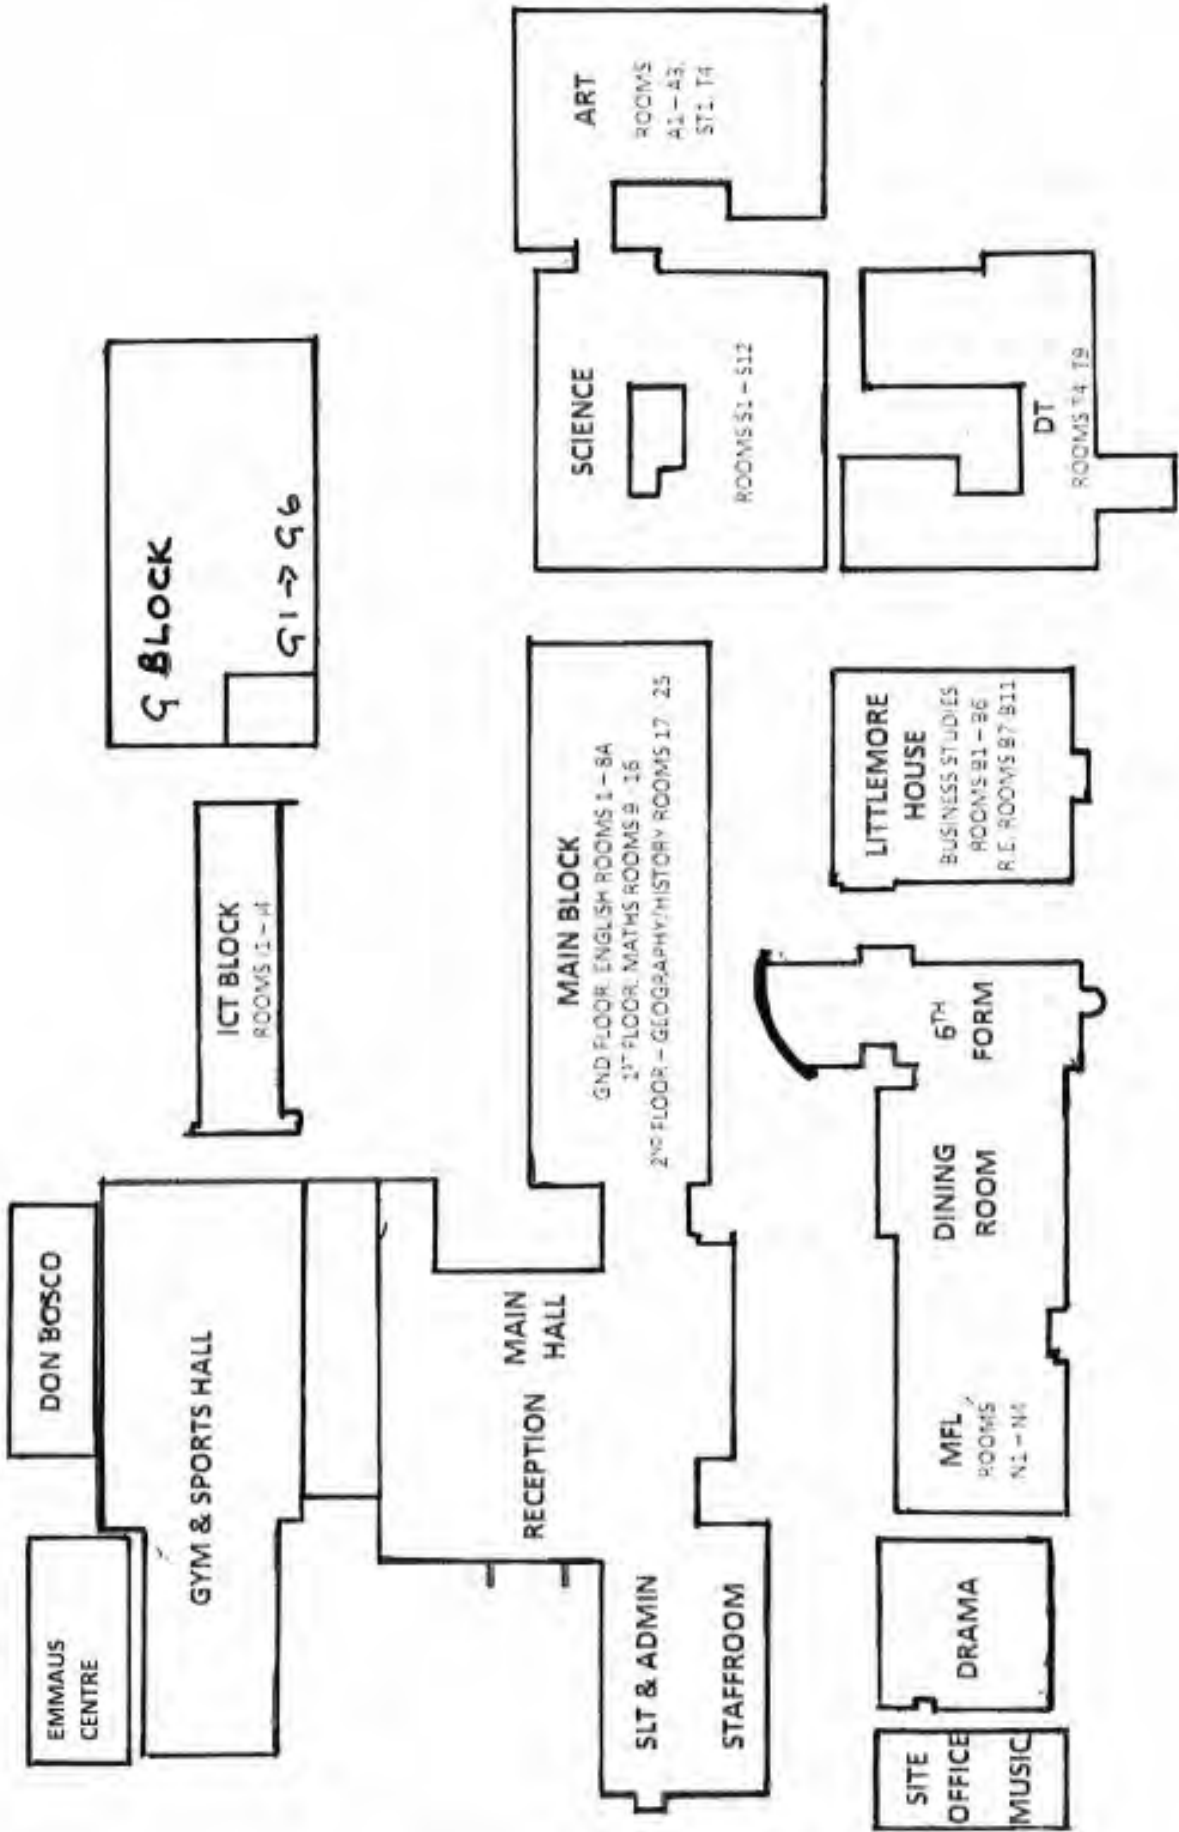 EMMAUS
CENTRE
DON BOSCO
GYM & SPORTS HALL
ICT BLOCK
ROOMS I1 – I4
G BLOCK
G1 → G6
RECEPTION
MAIN
HALL
SLT & ADMIN
STAFFROOM
MAIN BLOCK
GND FLOOR ENGLISH ROOMS 1 – 8A
1ST FLOOR MATHS ROOMS 9 - 16
2ND FLOOR – GEOGRAPHY/HISTORY ROOMS 17 - 25
SCIENCE
ROOMS S1 – S12
ART
ROOMS
A1 – A3,
ST1, T4
SITE
OFFICE
MUSIC
DRAMA
MFL
ROOMS
N1 – N4
DINING
ROOM
6TH
FORM
LITTLEMORE
HOUSE
BUSINESS STUDIES
ROOMS B1 – B6
R.E. ROOMS B7-B11
DT
ROOMS T4-T9